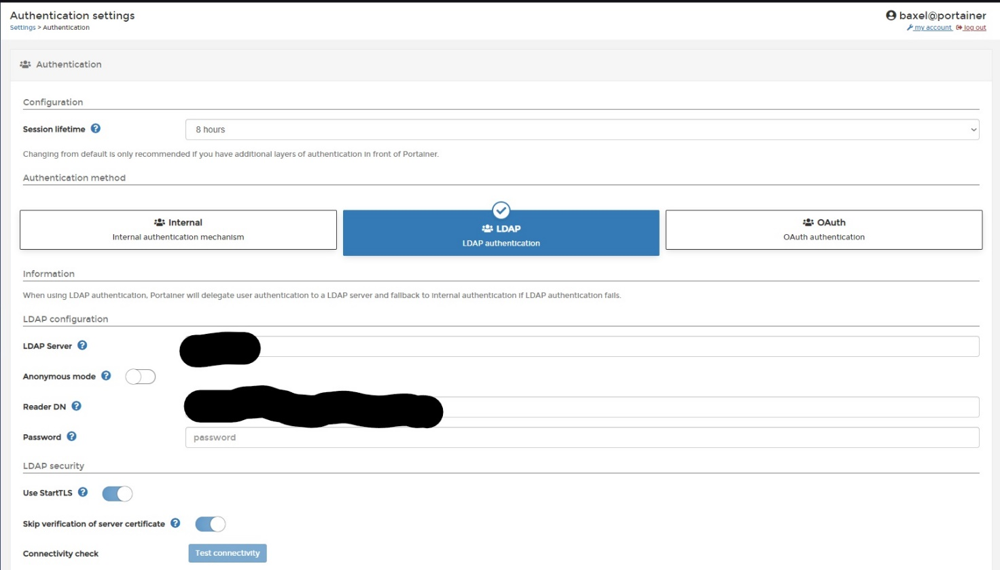 Authentication settings
baxel@portainer
Settings > Authentication
my account log out
Authentication
Configuration
Session lifetime
8 hours
Changing from default is only recommended if you have additional layers of authentication in front of Portainer.
Authentication method
Internal
Internal authentication mechanism
LDAP
LDAP authentication
OAuth
OAuth authentication
Information
When using LDAP authentication, Portainer will delegate user authentication to a LDAP server and fallback to internal authentication if LDAP authentication fails.
LDAP configuration
LDAP Server
Anonymous mode
Reader DN
Password
password
LDAP security
Use StartTLS
Skip verification of server certificate
Connectivity check
Test connectivity